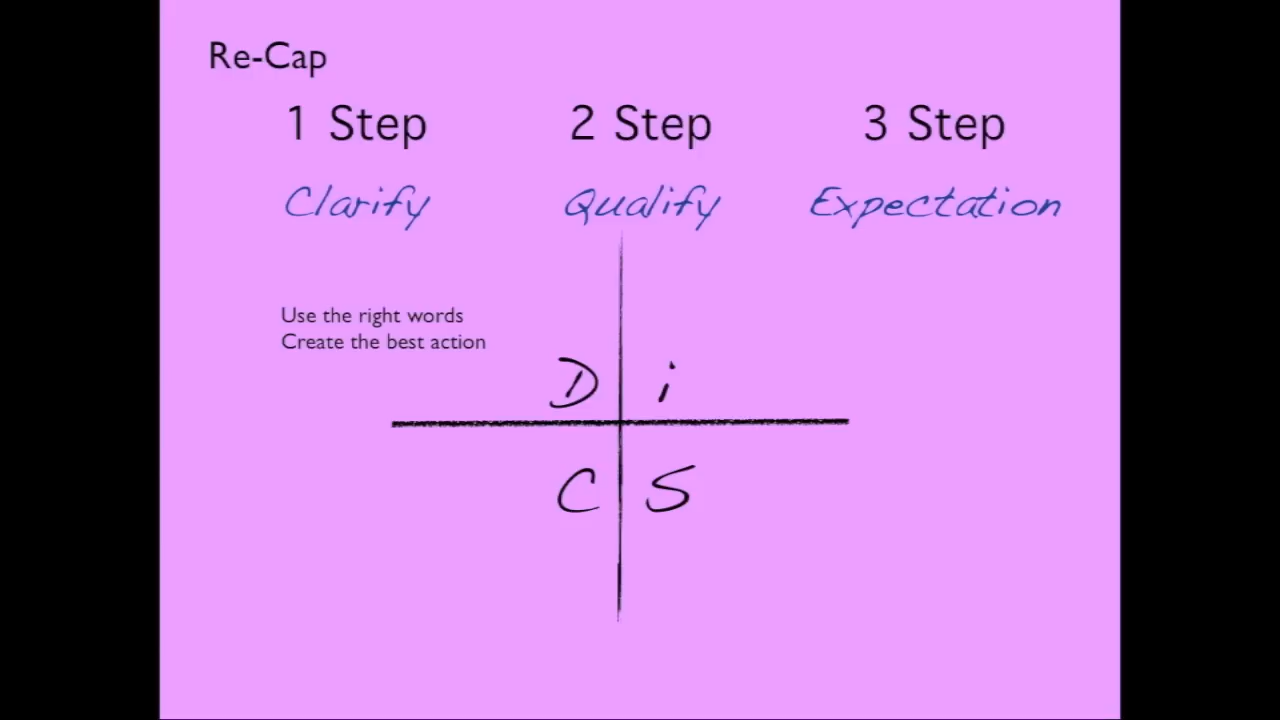 Re-Cap
1 Step 2 Step 3 Step
Clarify Qualify Expectation
Use the right words
Create the best action
D i
C S